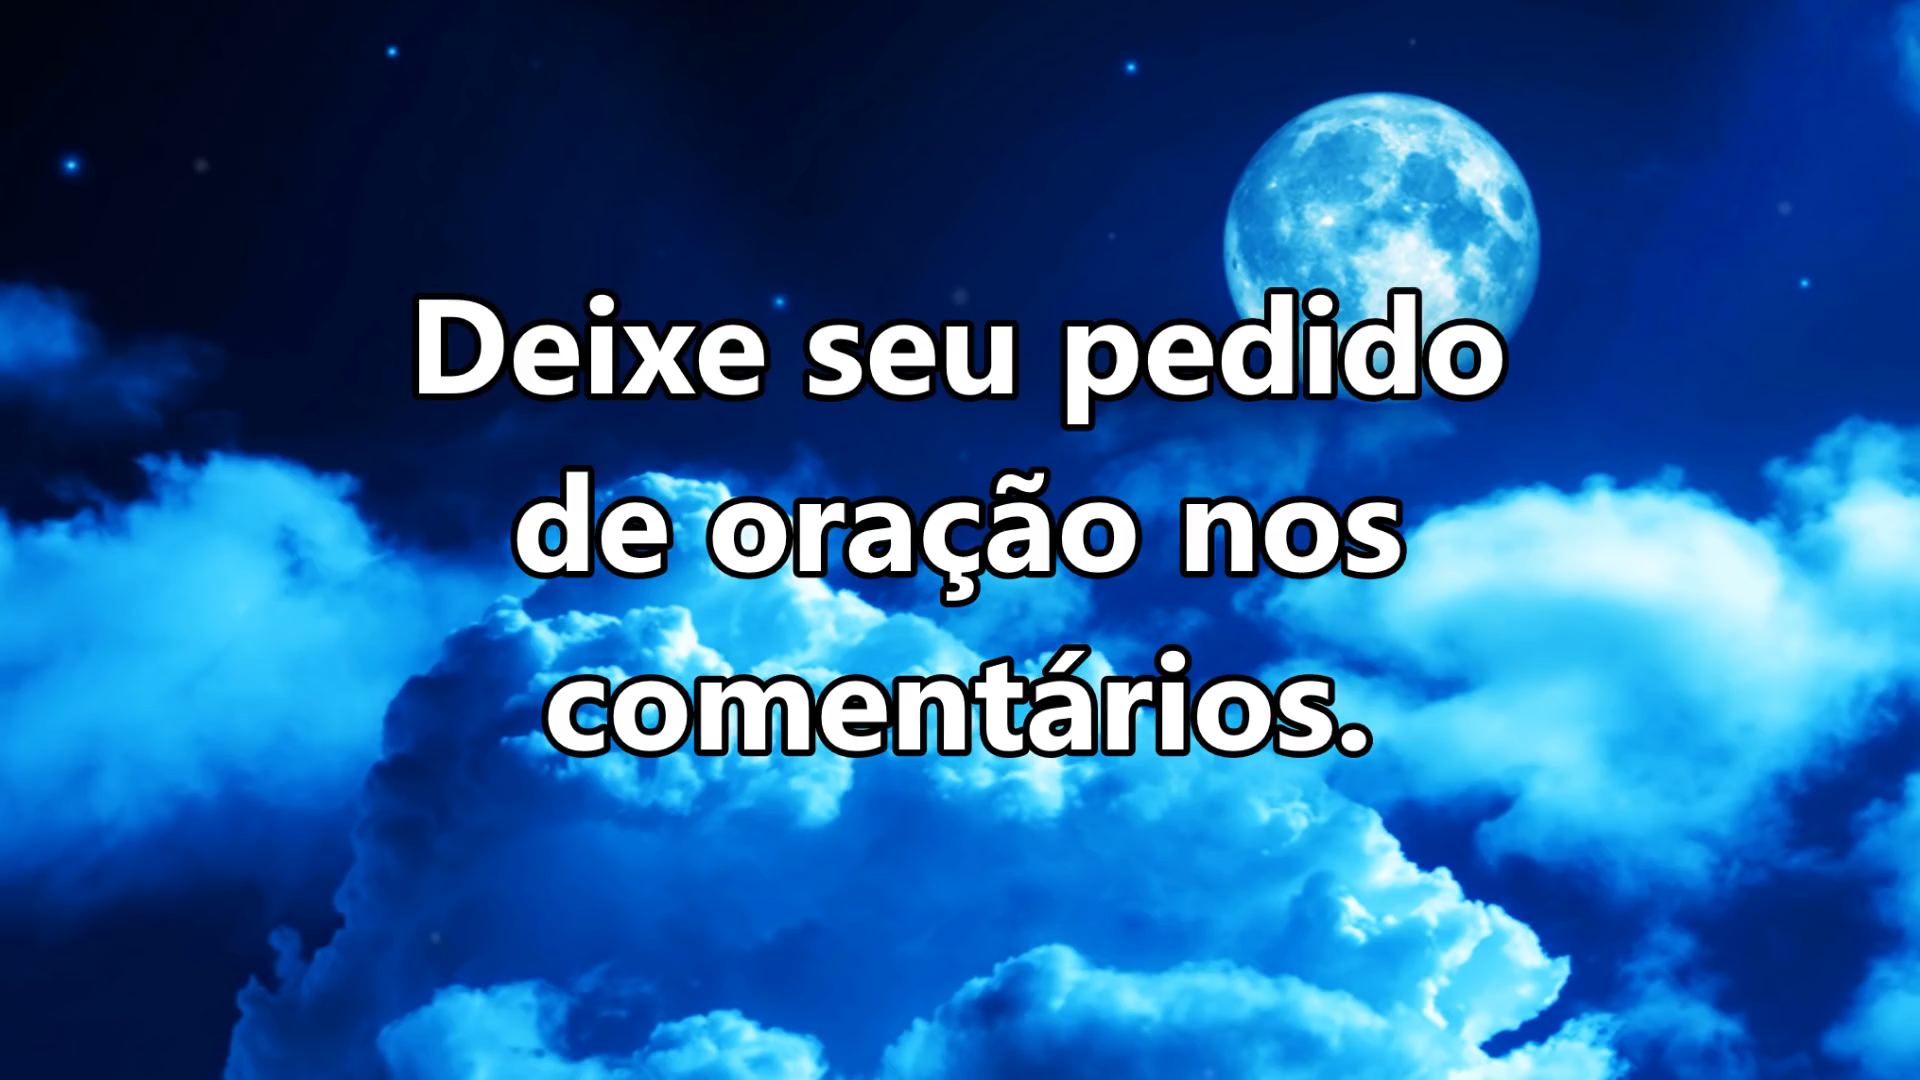 Deixe seu pedido
de oração nos
comentários.